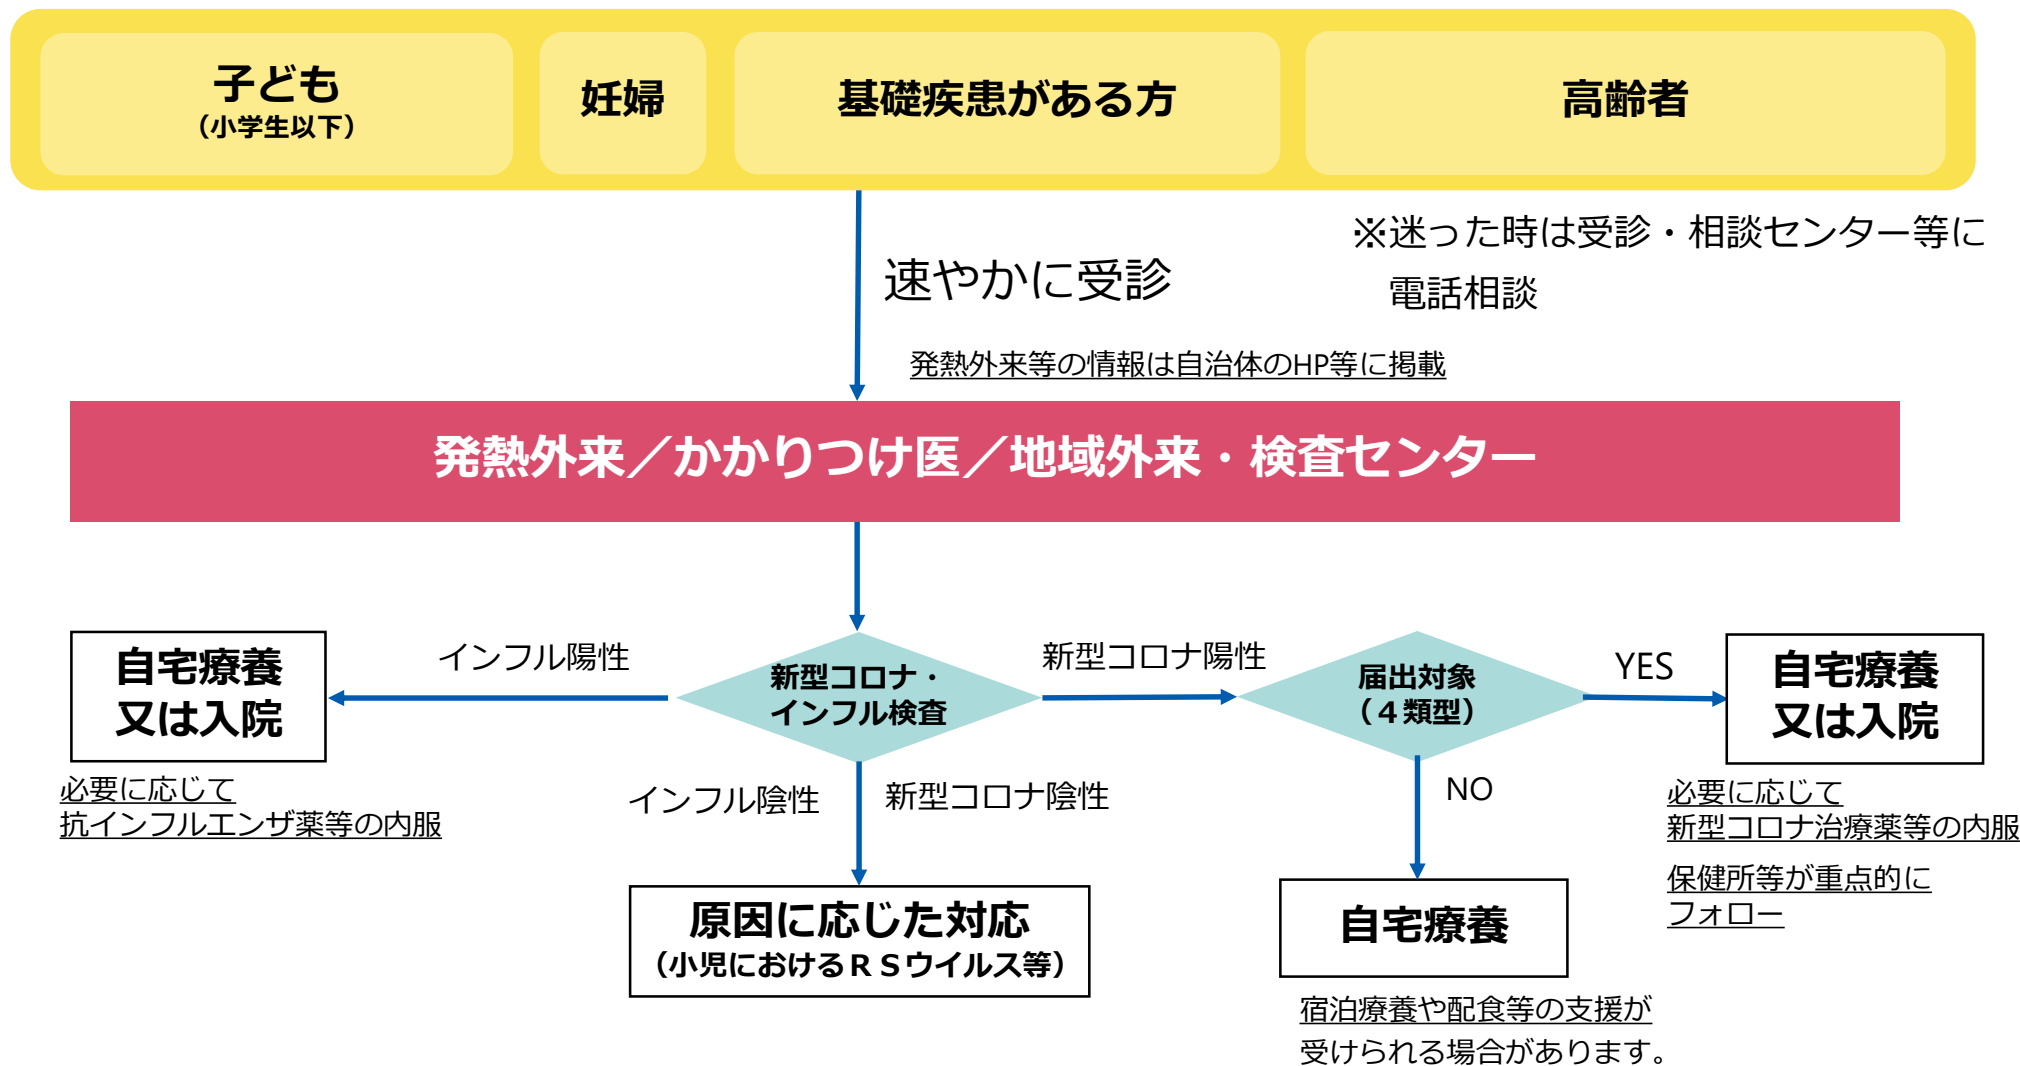 子ども
（小学生以下）
妊婦
基礎疾患がある方
高齢者
※迷った時は受診・相談センター等に
電話相談
速やかに受診
発熱外来等の情報は自治体のHP等に掲載
発熱外来／かかりつけ医／地域外来・検査センター
自宅療養
又は入院
インフル陽性
新型コロナ・
インフル検査
新型コロナ陽性
届出対象
（４類型）
YES
自宅療養
又は入院
必要に応じて
抗インフルエンザ薬等の内服
インフル陰性
新型コロナ陰性
NO
必要に応じて
新型コロナ治療薬等の内服
保健所等が重点的に
フォロー
原因に応じた対応
（小児におけるＲＳウイルス等）
自宅療養
宿泊療養や配食等の支援が
受けられる場合があります。